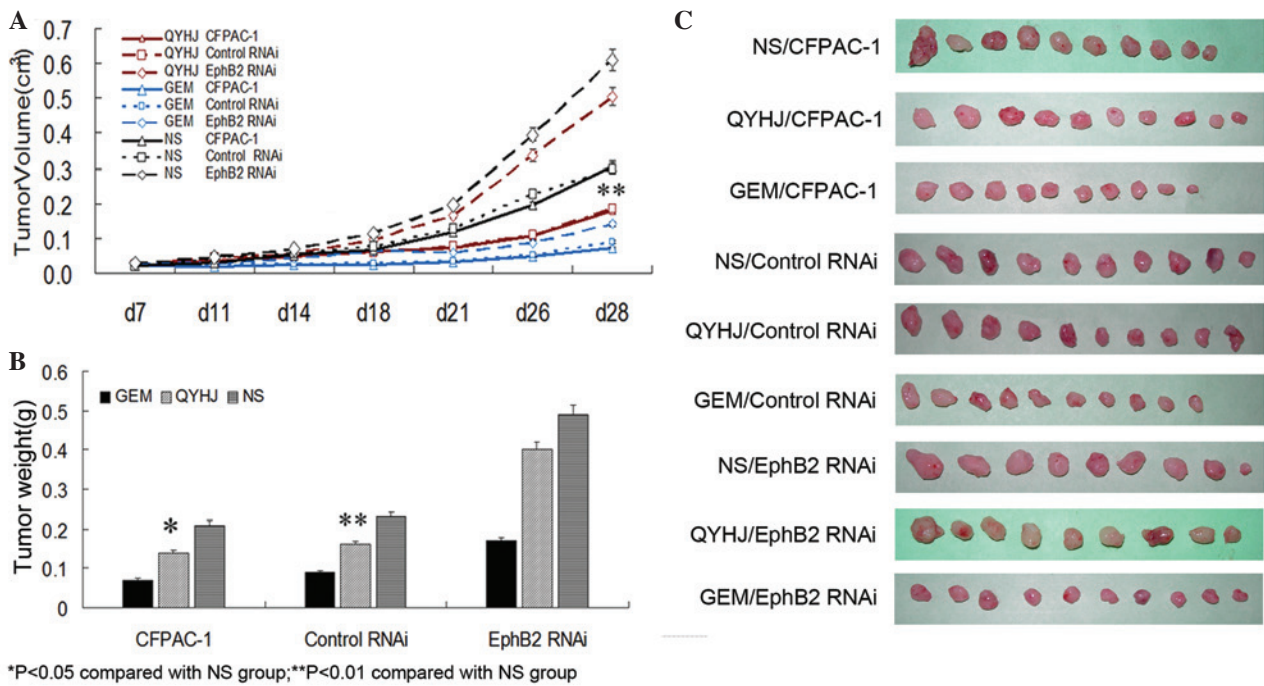 A
TumorVolume(cm³)
0.7
0.6
0.5
0.4
0.3
0.2
0.1
0.0
QYHJ CFPAC-1
QYHJ Control RNAi
QYHJ EphB2 RNAi
GEM CFPAC-1
GEM Control RNAi
GEM EphB2 RNAi
NS CFPAC-1
NS Control RNAi
NS EphB2 RNAi
**
d7 d11 d14 d18 d21 d26 d28
B
Tumor weight(g)
0.6
0.5
0.4
0.3
0.2
0.1
0
GEM QYHJ NS
* **
CFPAC-1 Control RNAi EphB2 RNAi
*P<0.05 compared with NS group;**P<0.01 compared with NS group
C
NS/CFPAC-1
QYHJ/CFPAC-1
GEM/CFPAC-1
NS/Control RNAi
QYHJ/Control RNAi
GEM/Control RNAi
NS/EphB2 RNAi
QYHJ/EphB2 RNAi
GEM/EphB2 RNAi